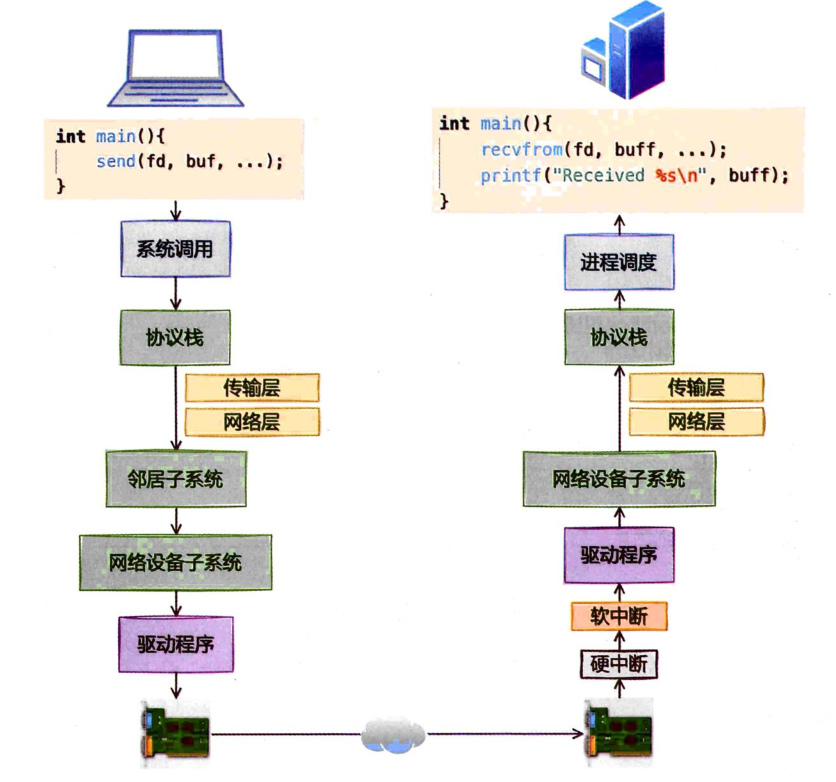 int main(){
send(fd, buf, ...);
}
系统调用
协议栈
传输层
网络层
邻居子系统
网络设备子系统
驱动程序
int main(){
recvfrom(fd, buff, ...);
printf("Received %s\n", buff);
}
进程调度
协议栈
传输层
网络层
网络设备子系统
驱动程序
软中断
硬中断